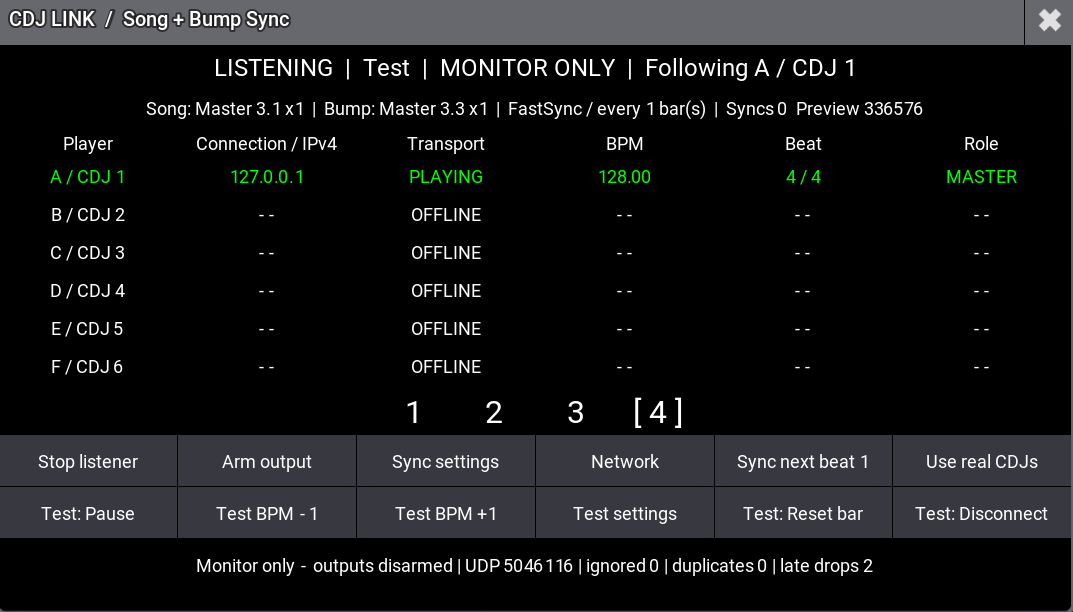 CDJ LINK / Song + Bump Sync
LISTENING | Test | MONITOR ONLY | Following A / CDJ 1
Song: Master 3.1 x1 | Bump: Master 3.3 x1 | FastSync / every 1 bar(s) | Syncs 0 Preview 336576
Player Connection / IPv4 Transport BPM Beat Role
A / CDJ 1 127.0.0.1 PLAYING 128.00 4 / 4 MASTER
B / CDJ 2 - - OFFLINE - - - - - -
C / CDJ 3 - - OFFLINE - - - - - -
D / CDJ 4 - - OFFLINE - - - - - -
E / CDJ 5 - - OFFLINE - - - - - -
F / CDJ 6 - - OFFLINE - - - - - -
1 2 3 [ 4 ]
Stop listener Arm output Sync settings Network Sync next beat 1 Use real CDJs
Test: Pause Test BPM - 1 Test BPM +1 Test settings Test: Reset bar Test: Disconnect
Monitor only - outputs disarmed | UDP 5046116 | ignored 0 | duplicates 0 | late drops 2